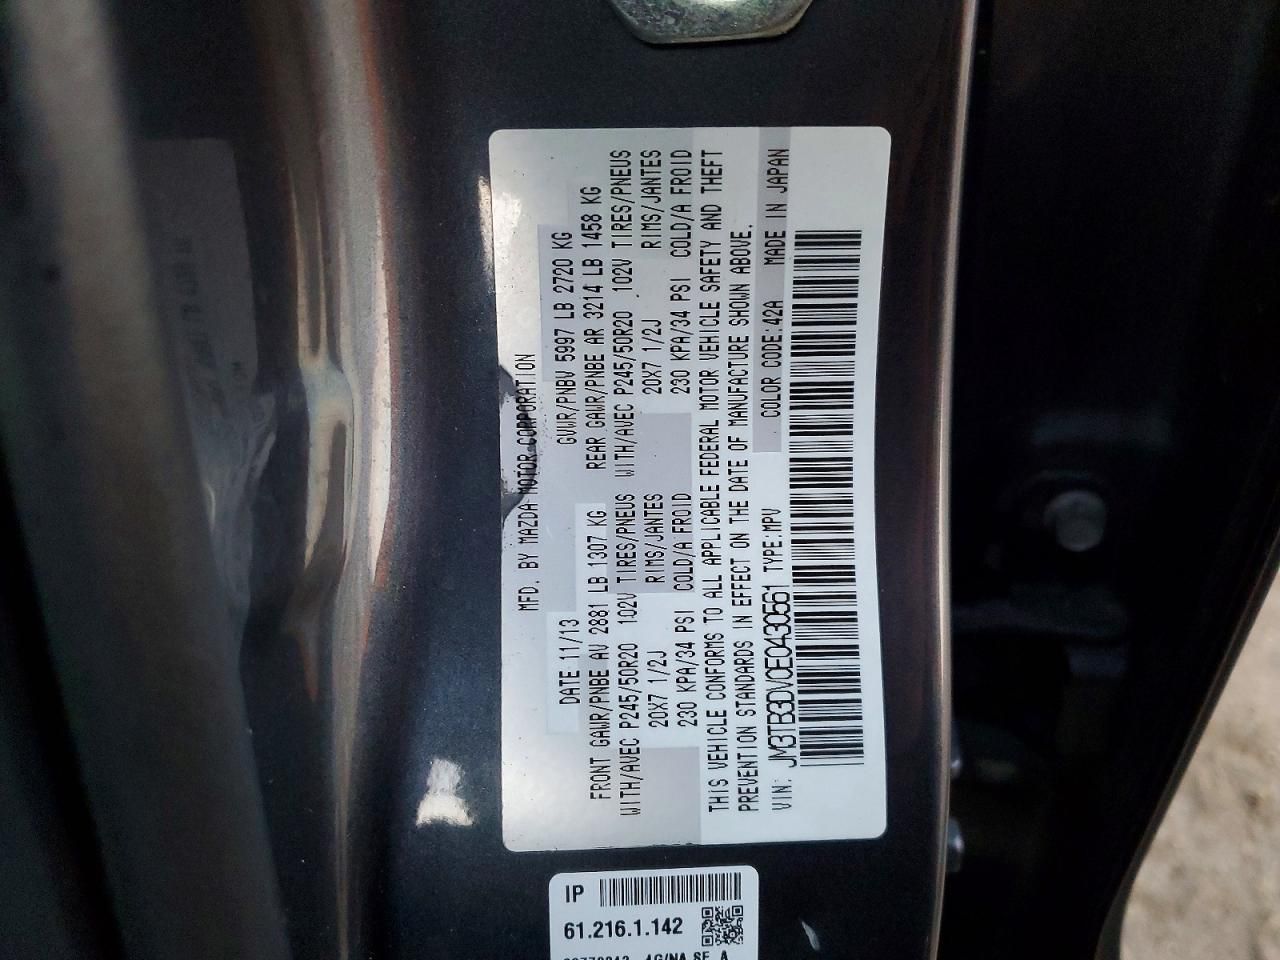 MFD. BY MAZDA MOTOR CORPORATION
DATE 11/13 GVWR/PNBV 5997 LB 2720 KG
FRONT GAWR/PNBE AV 2881 LB 1307 KG REAR GAWR/PNBE AR 3214 LB 1458 KG
WITH/AVEC P245/50R20 102V TIRES/PNEUS WITH/AVEC P245/50R20 102V TIRES/PNEUS
20X7 1/2J RIMS/JANTES 20X7 1/2J RIMS/JANTES
230 KPA/34 PSI COLD/A FROID 230 KPA/34 PSI COLD/A FROID
THIS VEHICLE CONFORMS TO ALL APPLICABLE FEDERAL MOTOR VEHICLE SAFETY AND THEFT
PREVENTION STANDARDS IN EFFECT ON THE DATE OF MANUFACTURE SHOWN ABOVE.
VIN: JM3TB3DV0E0430561 TYPE:MPV COLOR CODE:42A MADE IN JAPAN
IP
61.216.1.142